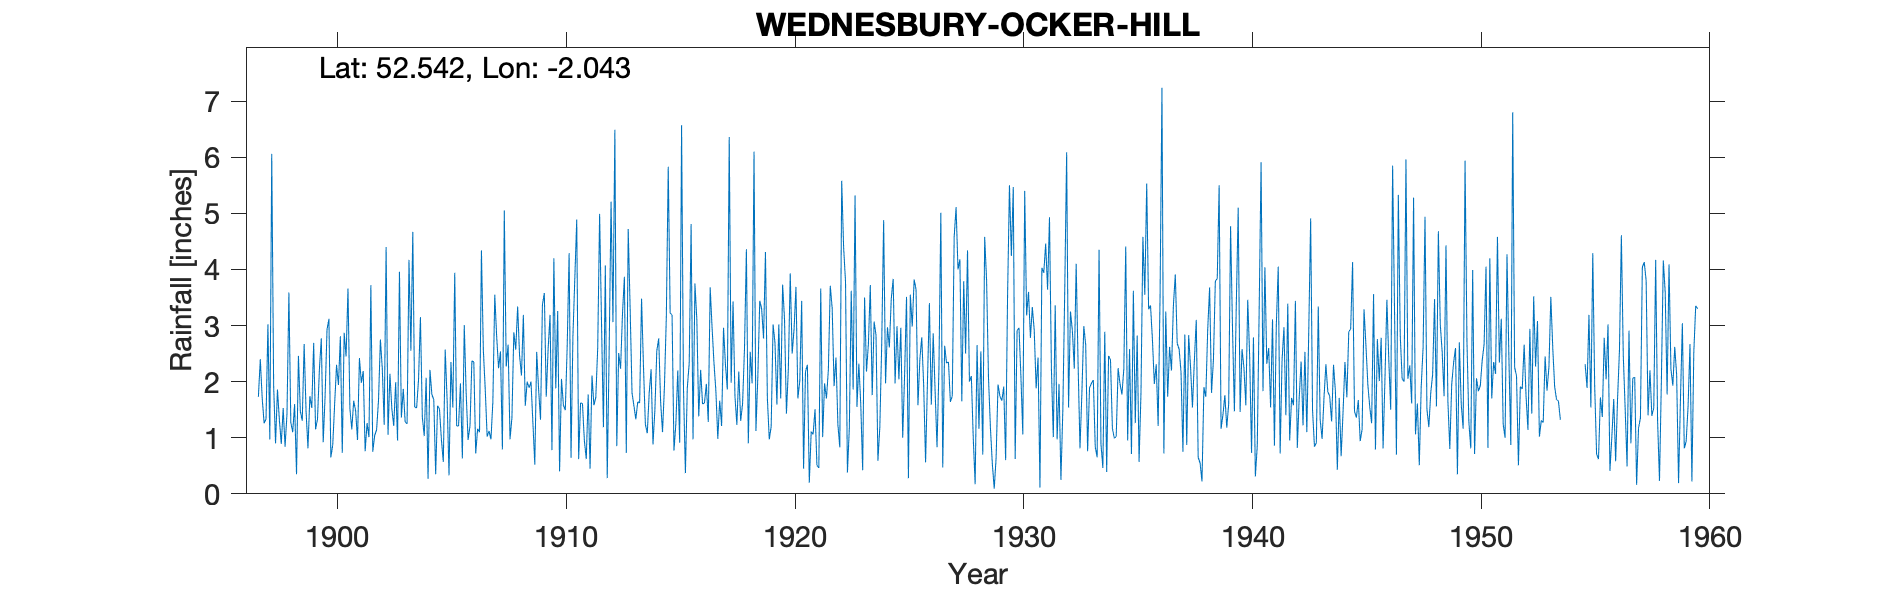 WEDNESBURY-OCKER-HILL
Lat: 52.542, Lon: -2.043
7
6
5
4
3
2
1
0
Rainfall [inches]
1900 1910 1920 1930 1940 1950 1960
Year